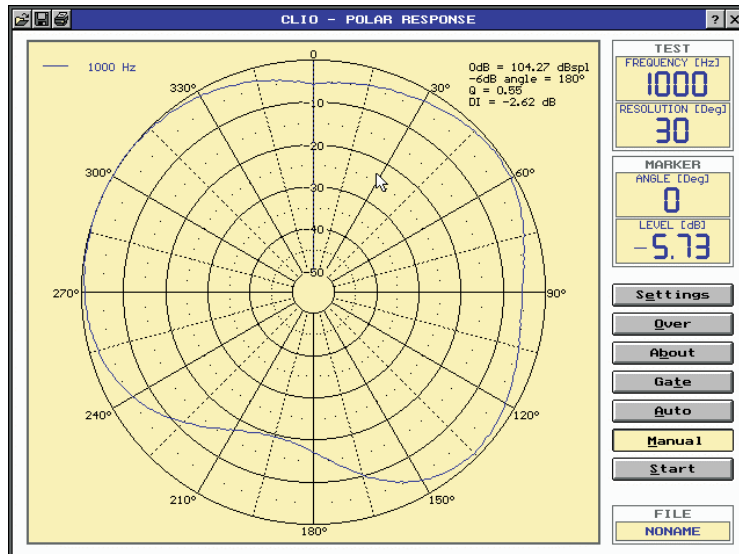 CLIO - POLAR RESPONSE
?
×
1000 Hz
0dB = 104.27 dBspl
-6dB angle = 180°
Q = 0.55
DI = -2.62 dB
0
30°
60°
90°
120°
150°
180°
210°
240°
270°
300°
330°
-10
-20
-30
-40
-50
TEST
FREQUENCY [Hz]
1000
RESOLUTION [Deg]
30
MARKER
ANGLE [Deg]
0
LEVEL [dB]
-5.73
Settings
Over
About
Gate
Auto
Manual
Start
FILE
NONAME